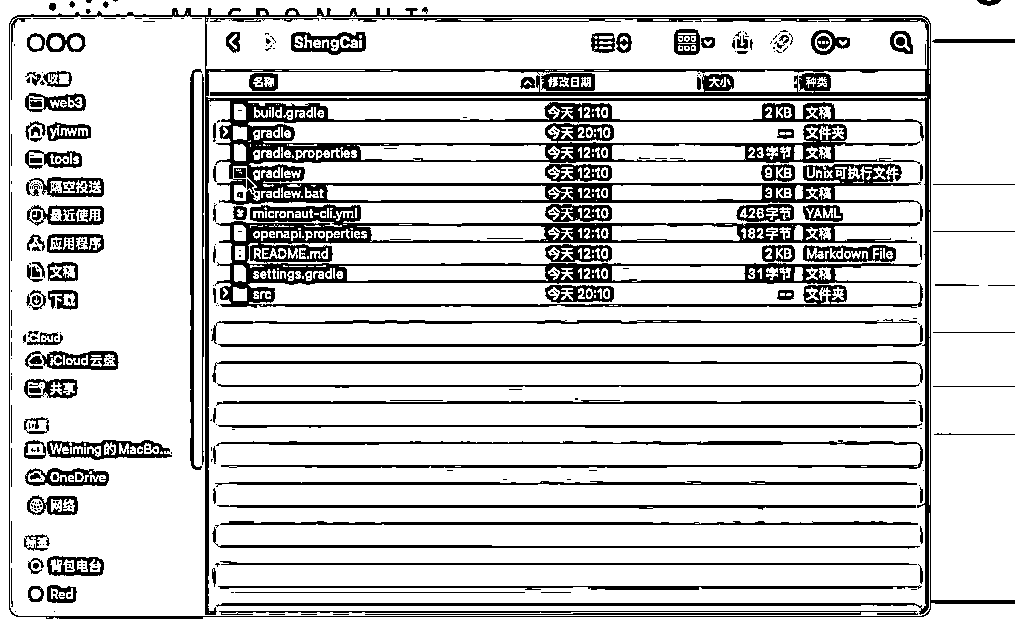 MICRONAUT
ShengCai
个人收藏
web3
yinwm
tools
隔空投送
最近使用
应用程序
文稿
下载
iCloud
iCloud云盘
共享
位置
Weiming的MacBo...
OneDrive
网络
标签
背包电台
Red
名称 修改日期 大小 种类
build.gradle 今天 12:10 2 KB 文稿
gradle 今天 20:10 -- 文件夹
gradle.properties 今天 12:10 23字节 文稿
gradlew 今天 12:10 9 KB Unix可执行文件
gradlew.bat 今天 12:10 3 KB 文稿
micronaut-cli.yml 今天 12:10 426字节 YAML
openapi.properties 今天 12:10 182字节 文稿
README.md 今天 12:10 2 KB Markdown File
settings.gradle 今天 12:10 31字节 文稿
src 今天 20:10 -- 文件夹